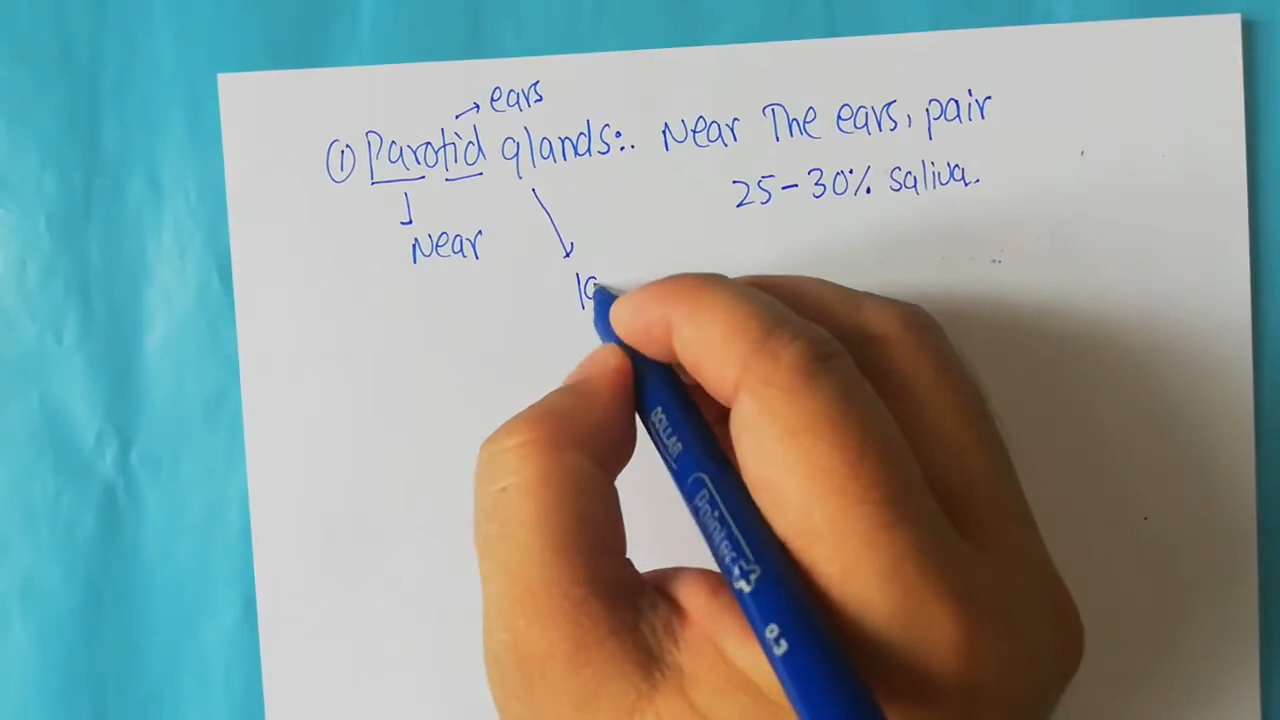 → ears
① Parotid glands:. Near The ears, pair
25-30% saliva.
Near
DOLLAR
Pointec
0.3